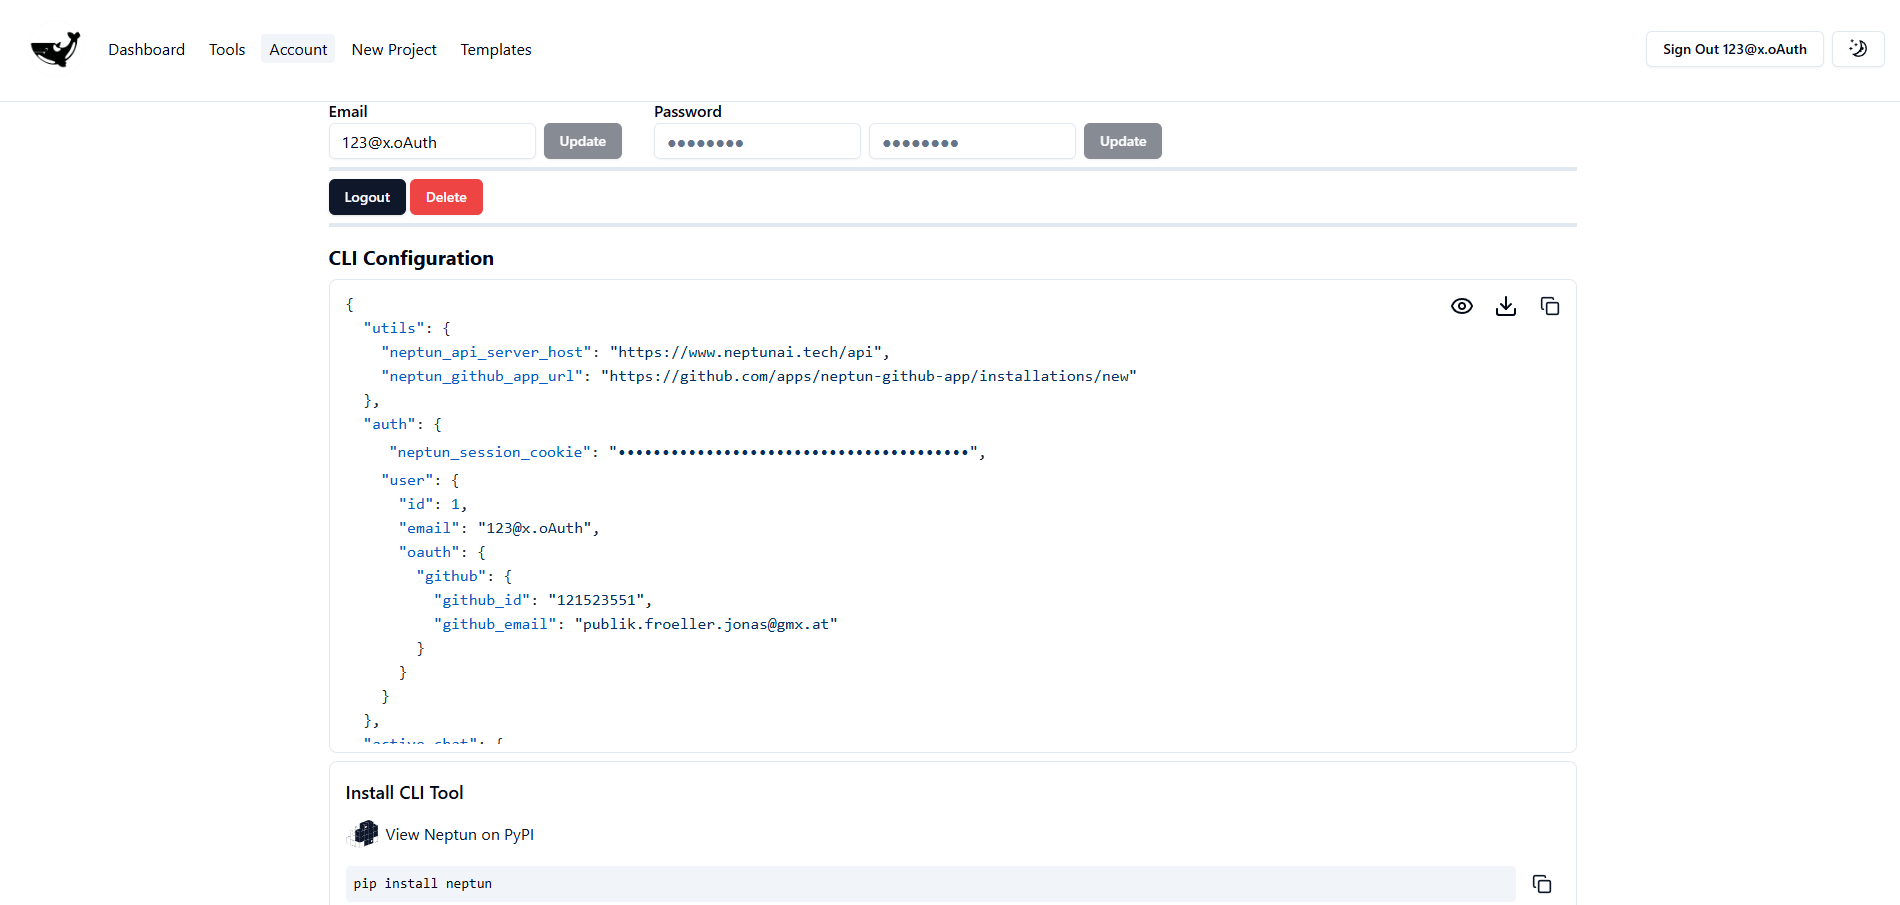 Dashboard Tools Account New Project Templates Sign Out 123@x.oAuth
Email Password
123@x.oAuth Update ●●●●●●●● ●●●●●●●● Update
Logout Delete
CLI Configuration
{
"utils": {
"neptun_api_server_host": "https://www.neptunai.tech/api",
"neptun_github_app_url": "https://github.com/apps/neptun-github-app/installations/new"
},
"auth": {
"neptun_session_cookie": "••••••••••••••••••••••••••••••••••••••••",
"user": {
"id": 1,
"email": "123@x.oAuth",
"oauth": {
"github": {
"github_id": "121523551",
"github_email": "publik.froeller.jonas@gmx.at"
}
}
}
},
"active_chat": {
Install CLI Tool
View Neptun on PyPI
pip install neptun